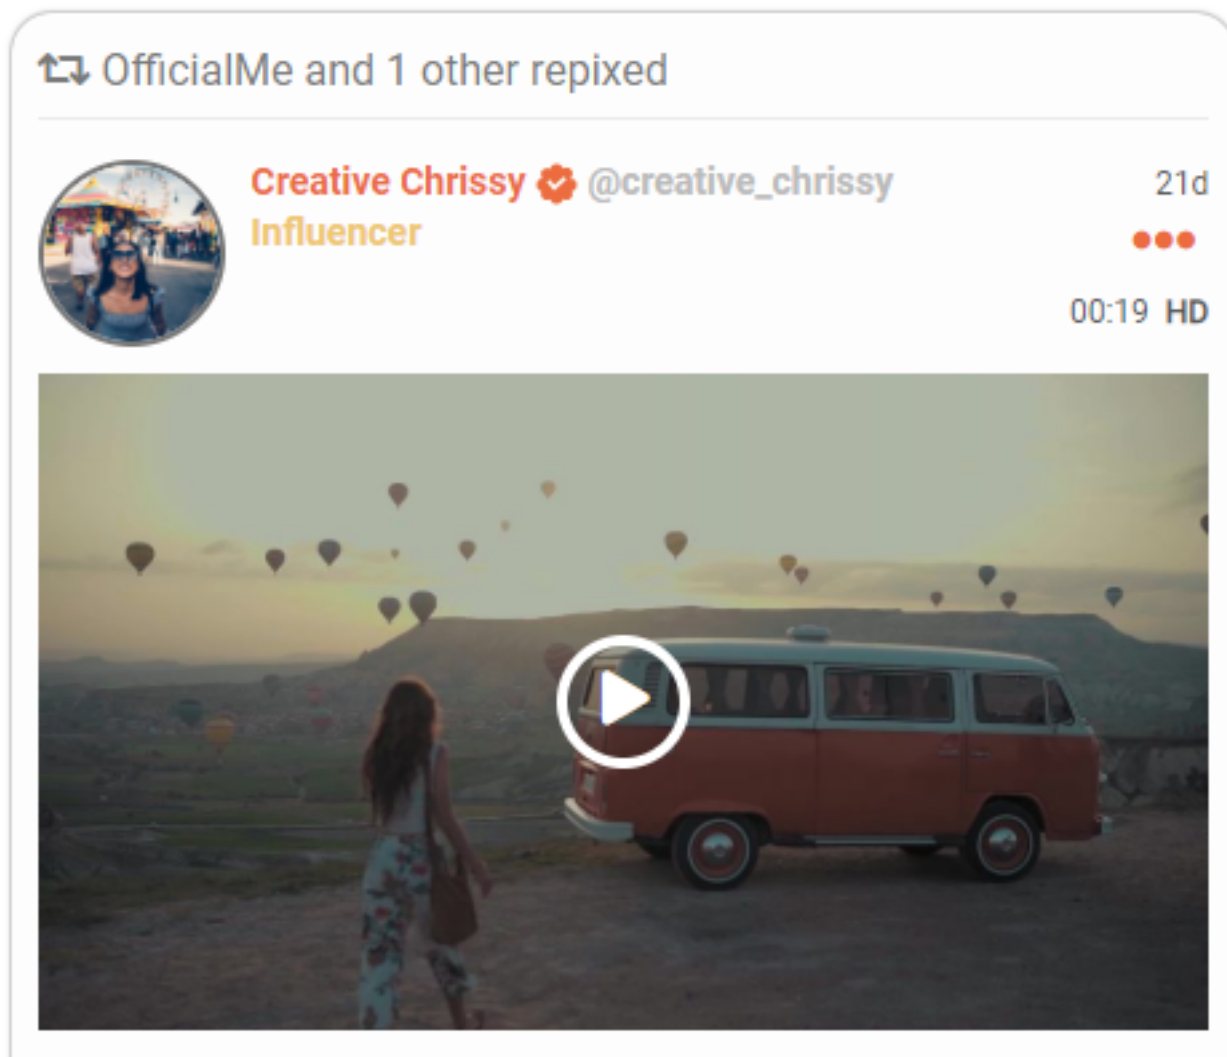 OfficialMe and 1 other repixed
Creative Chrissy @creative_chrissy 21d
Influencer
00:19 HD